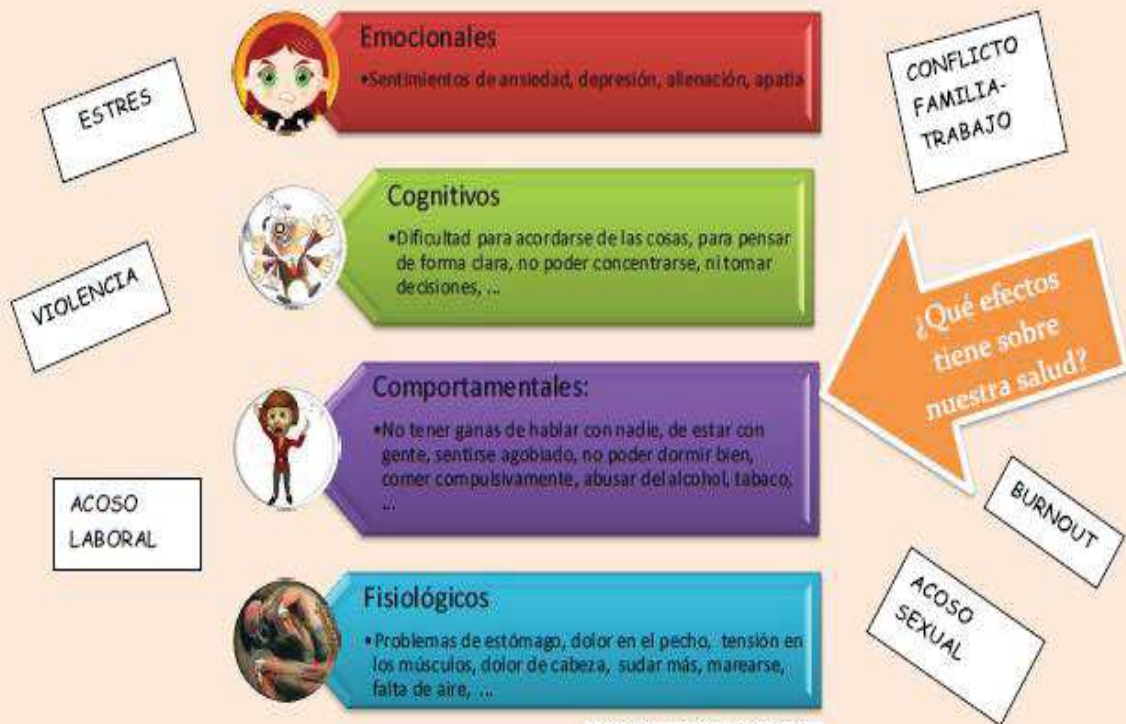 Emocionales
•Sentimientos de ansiedad, depresión, alienación, apatia
Cognitivos
•Dificultad para acordarse de las cosas, para pensar
de forma clara, no poder concentrarse, ni tomar
decisiones, ...
Comportamentales:
•No tener ganas de hablar con nadie, de estar con
gente, sentirse agobiado, no poder dormir bien,
comer compulsivamente, abusar del alcohol, tabaco,
...
Fisiológicos
•Problemas de estómago, dolor en el pecho, tensión en
los músculos, dolor de cabeza, sudar más, marearse,
falta de aire, ...
ESTRES
VIOLENCIA
ACOSO
LABORAL
CONFLICTO
FAMILIA-
TRABAJO
¿Qué efectos
tiene sobre
nuestra salud?
BURNOUT
ACOSO
SEXUAL